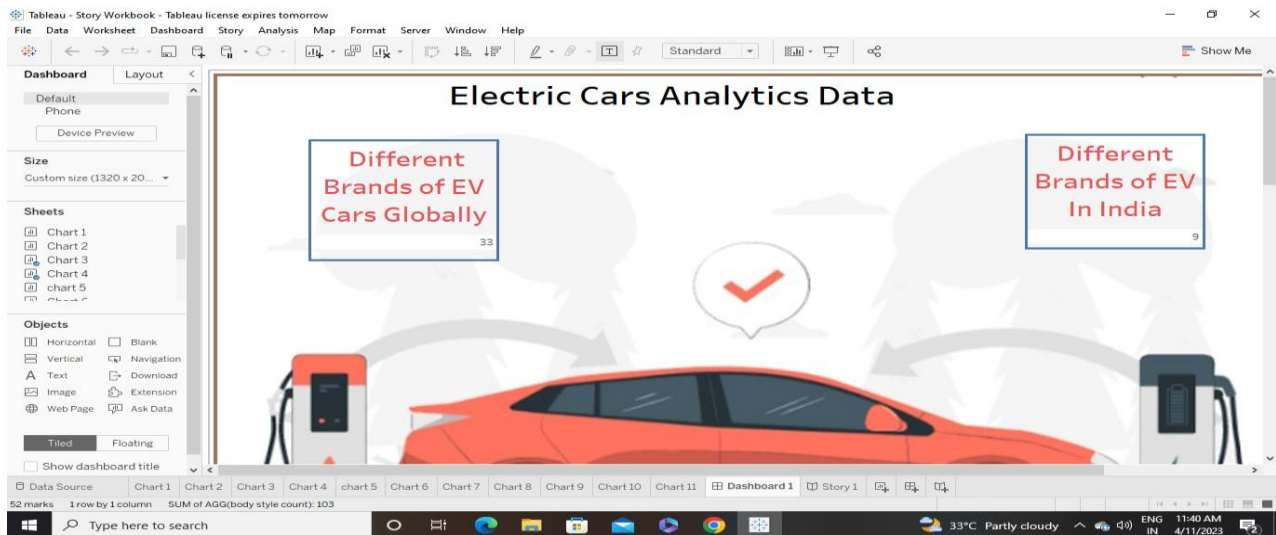 Tableau - Story Workbook - Tableau license expires tomorrow
File Data Worksheet Dashboard Story Analysis Map Format Server Window Help
Standard
Show Me
Dashboard Layout
Default
Phone
Device Preview
Size
Custom size (1320 x 20...
Sheets
Chart 1
Chart 2
Chart 3
Chart 4
chart 5
Objects
Horizontal Blank
Vertical Navigation
A Text Download
Image Extension
Web Page Ask Data
Tiled Floating
Show dashboard title
Electric Cars Analytics Data
Different
Brands of EV
Cars Globally
33
Different
Brands of EV
In India
9
Data Source Chart 1 Chart 2 Chart 3 Chart 4 chart 5 Chart 6 Chart 7 Chart 8 Chart 9 Chart 10 Chart 11 Dashboard 1 Story 1
52 marks 1 row by 1 column SUM of AGG(body style count): 103
Type here to search
33°C Partly cloudy
ENG
IN
11:40 AM
4/11/2023
2